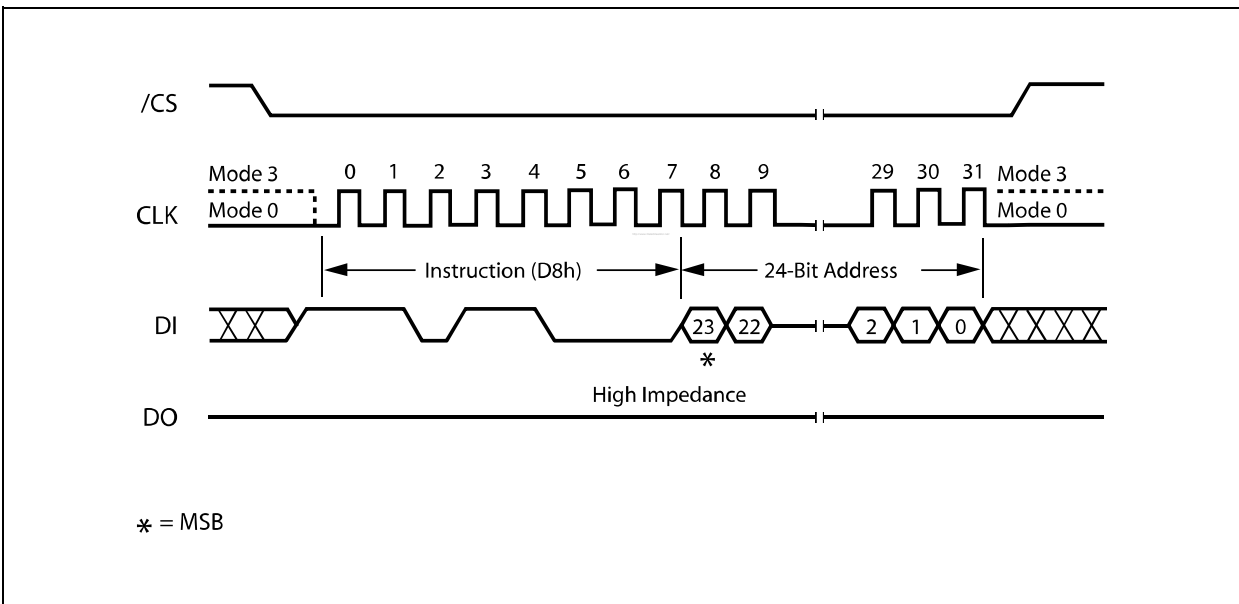 /CS
Mode 3 0 1 2 3 4 5 6 7 8 9 29 30 31 Mode 3
CLK Mode 0 Mode 0
Instruction (D8h) 24-Bit Address
DI 23 22 2 1 0
*
High Impedance
DO
* = MSB